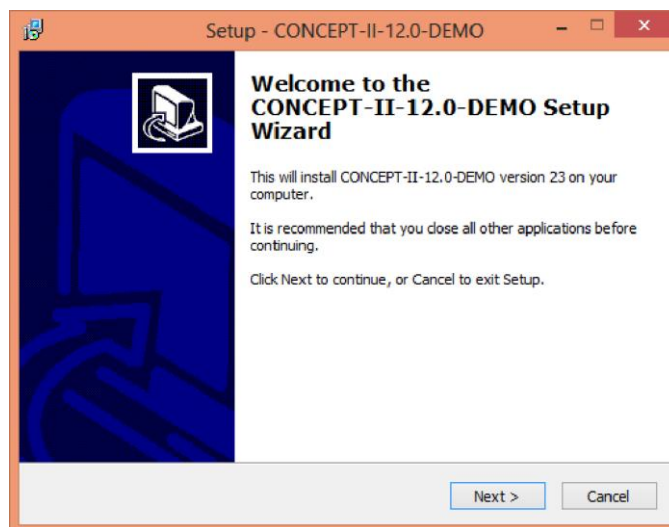 Setup - CONCEPT-II-12.0-DEMO
Welcome to the
CONCEPT-II-12.0-DEMO Setup
Wizard
This will install CONCEPT-II-12.0-DEMO version 23 on your
computer.
It is recommended that you close all other applications before
continuing.
Click Next to continue, or Cancel to exit Setup.
Next >
Cancel